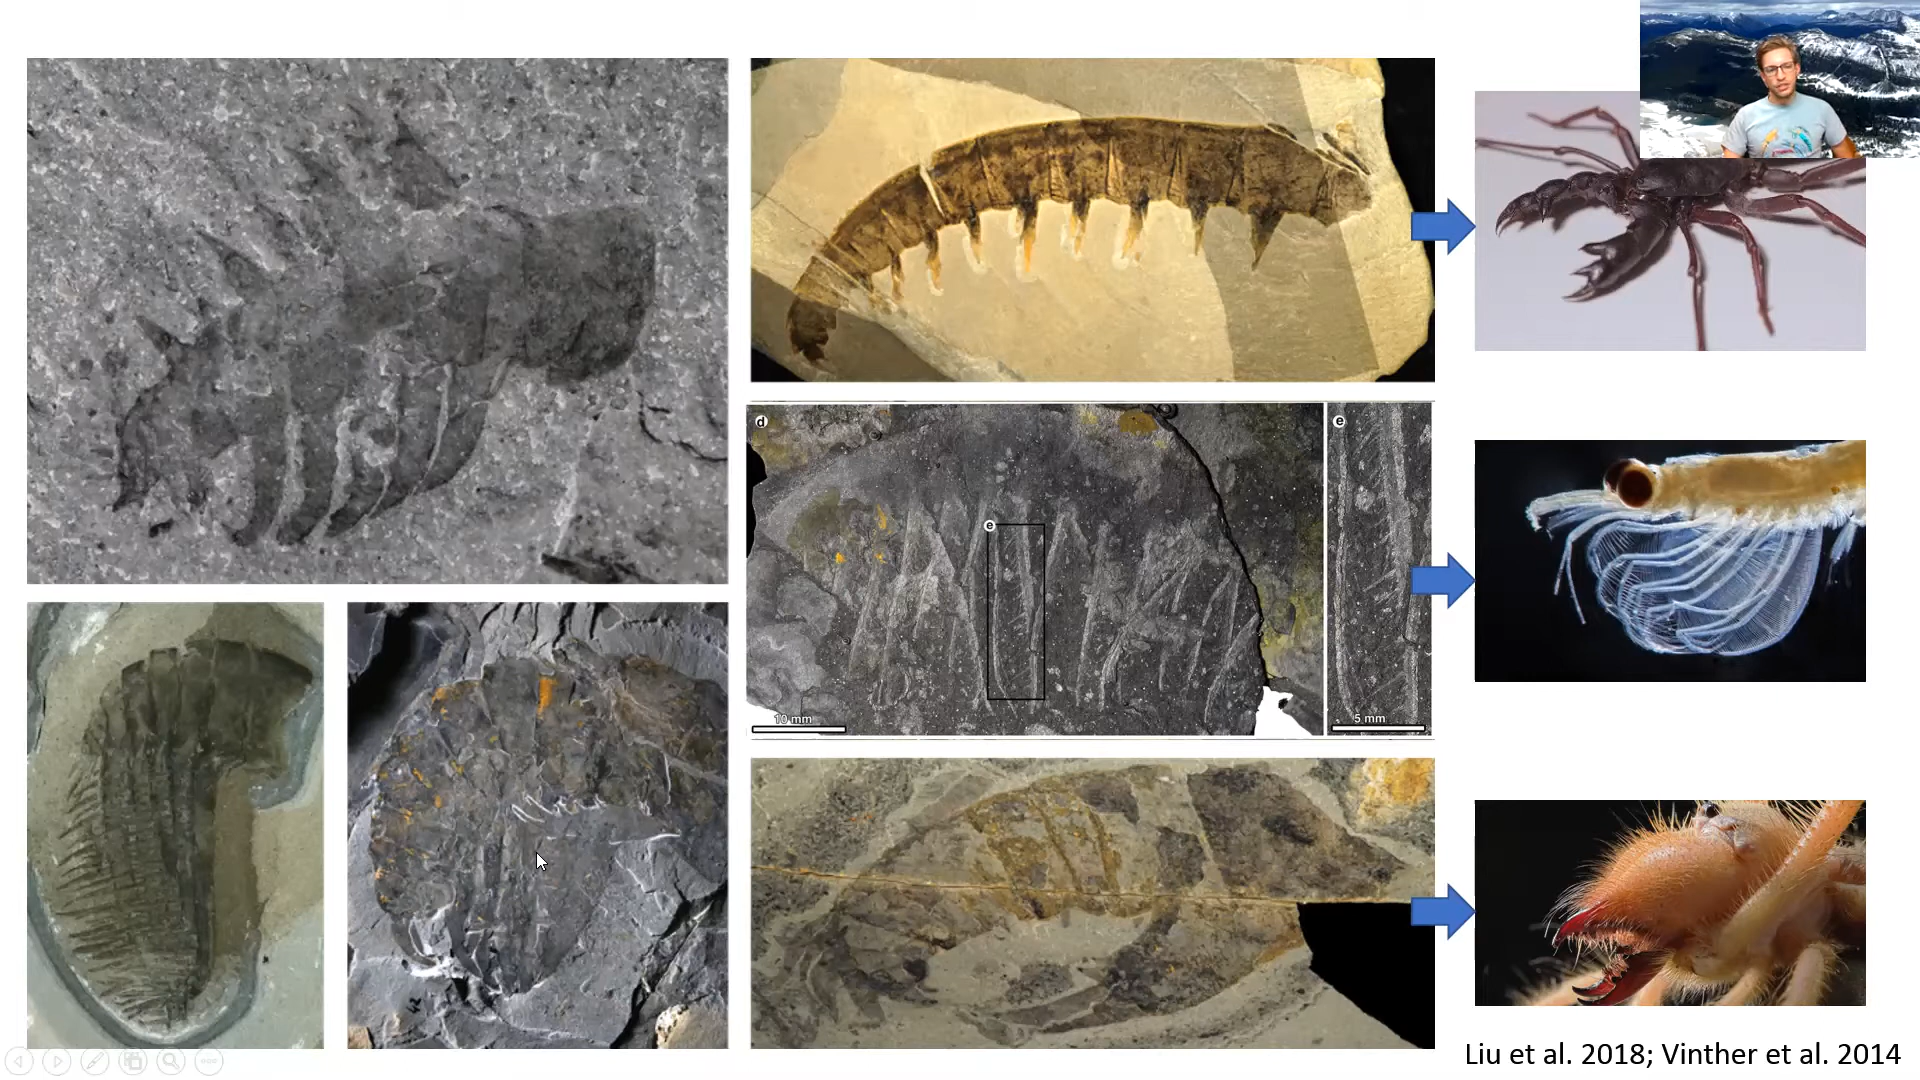 d
e
e
10 mm
5 mm
Liu et al. 2018; Vinther et al. 2014